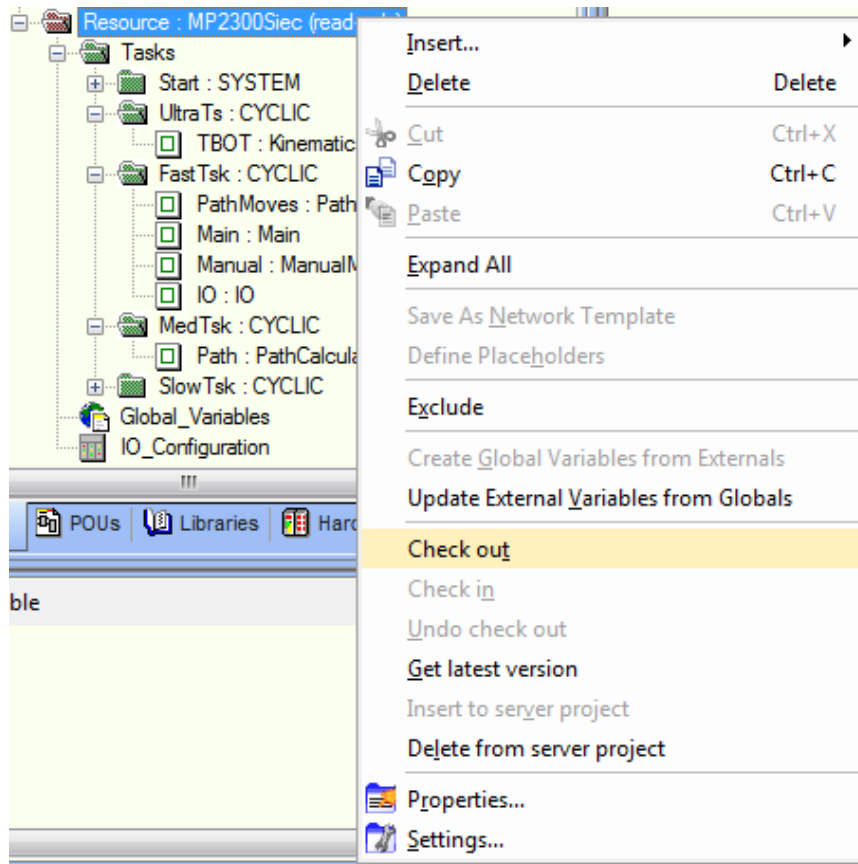 Resource : MP2300Siec (read
Tasks
Start : SYSTEM
UltraTs : CYCLIC
TBOT : Kinematic
FastTsk : CYCLIC
PathMoves : Path
Main : Main
Manual : ManualM
IO : IO
MedTsk : CYCLIC
Path : PathCalcula
SlowTsk : CYCLIC
Global_Variables
IO_Configuration
POUs Libraries Hard
ble
Insert...
Delete Delete
Cut Ctrl+X
Copy Ctrl+C
Paste Ctrl+V
Expand All
Save As Network Template
Define Placeholders
Exclude
Create Global Variables from Externals
Update External Variables from Globals
Check out
Check in
Undo check out
Get latest version
Insert to server project
Delete from server project
Properties...
Settings...